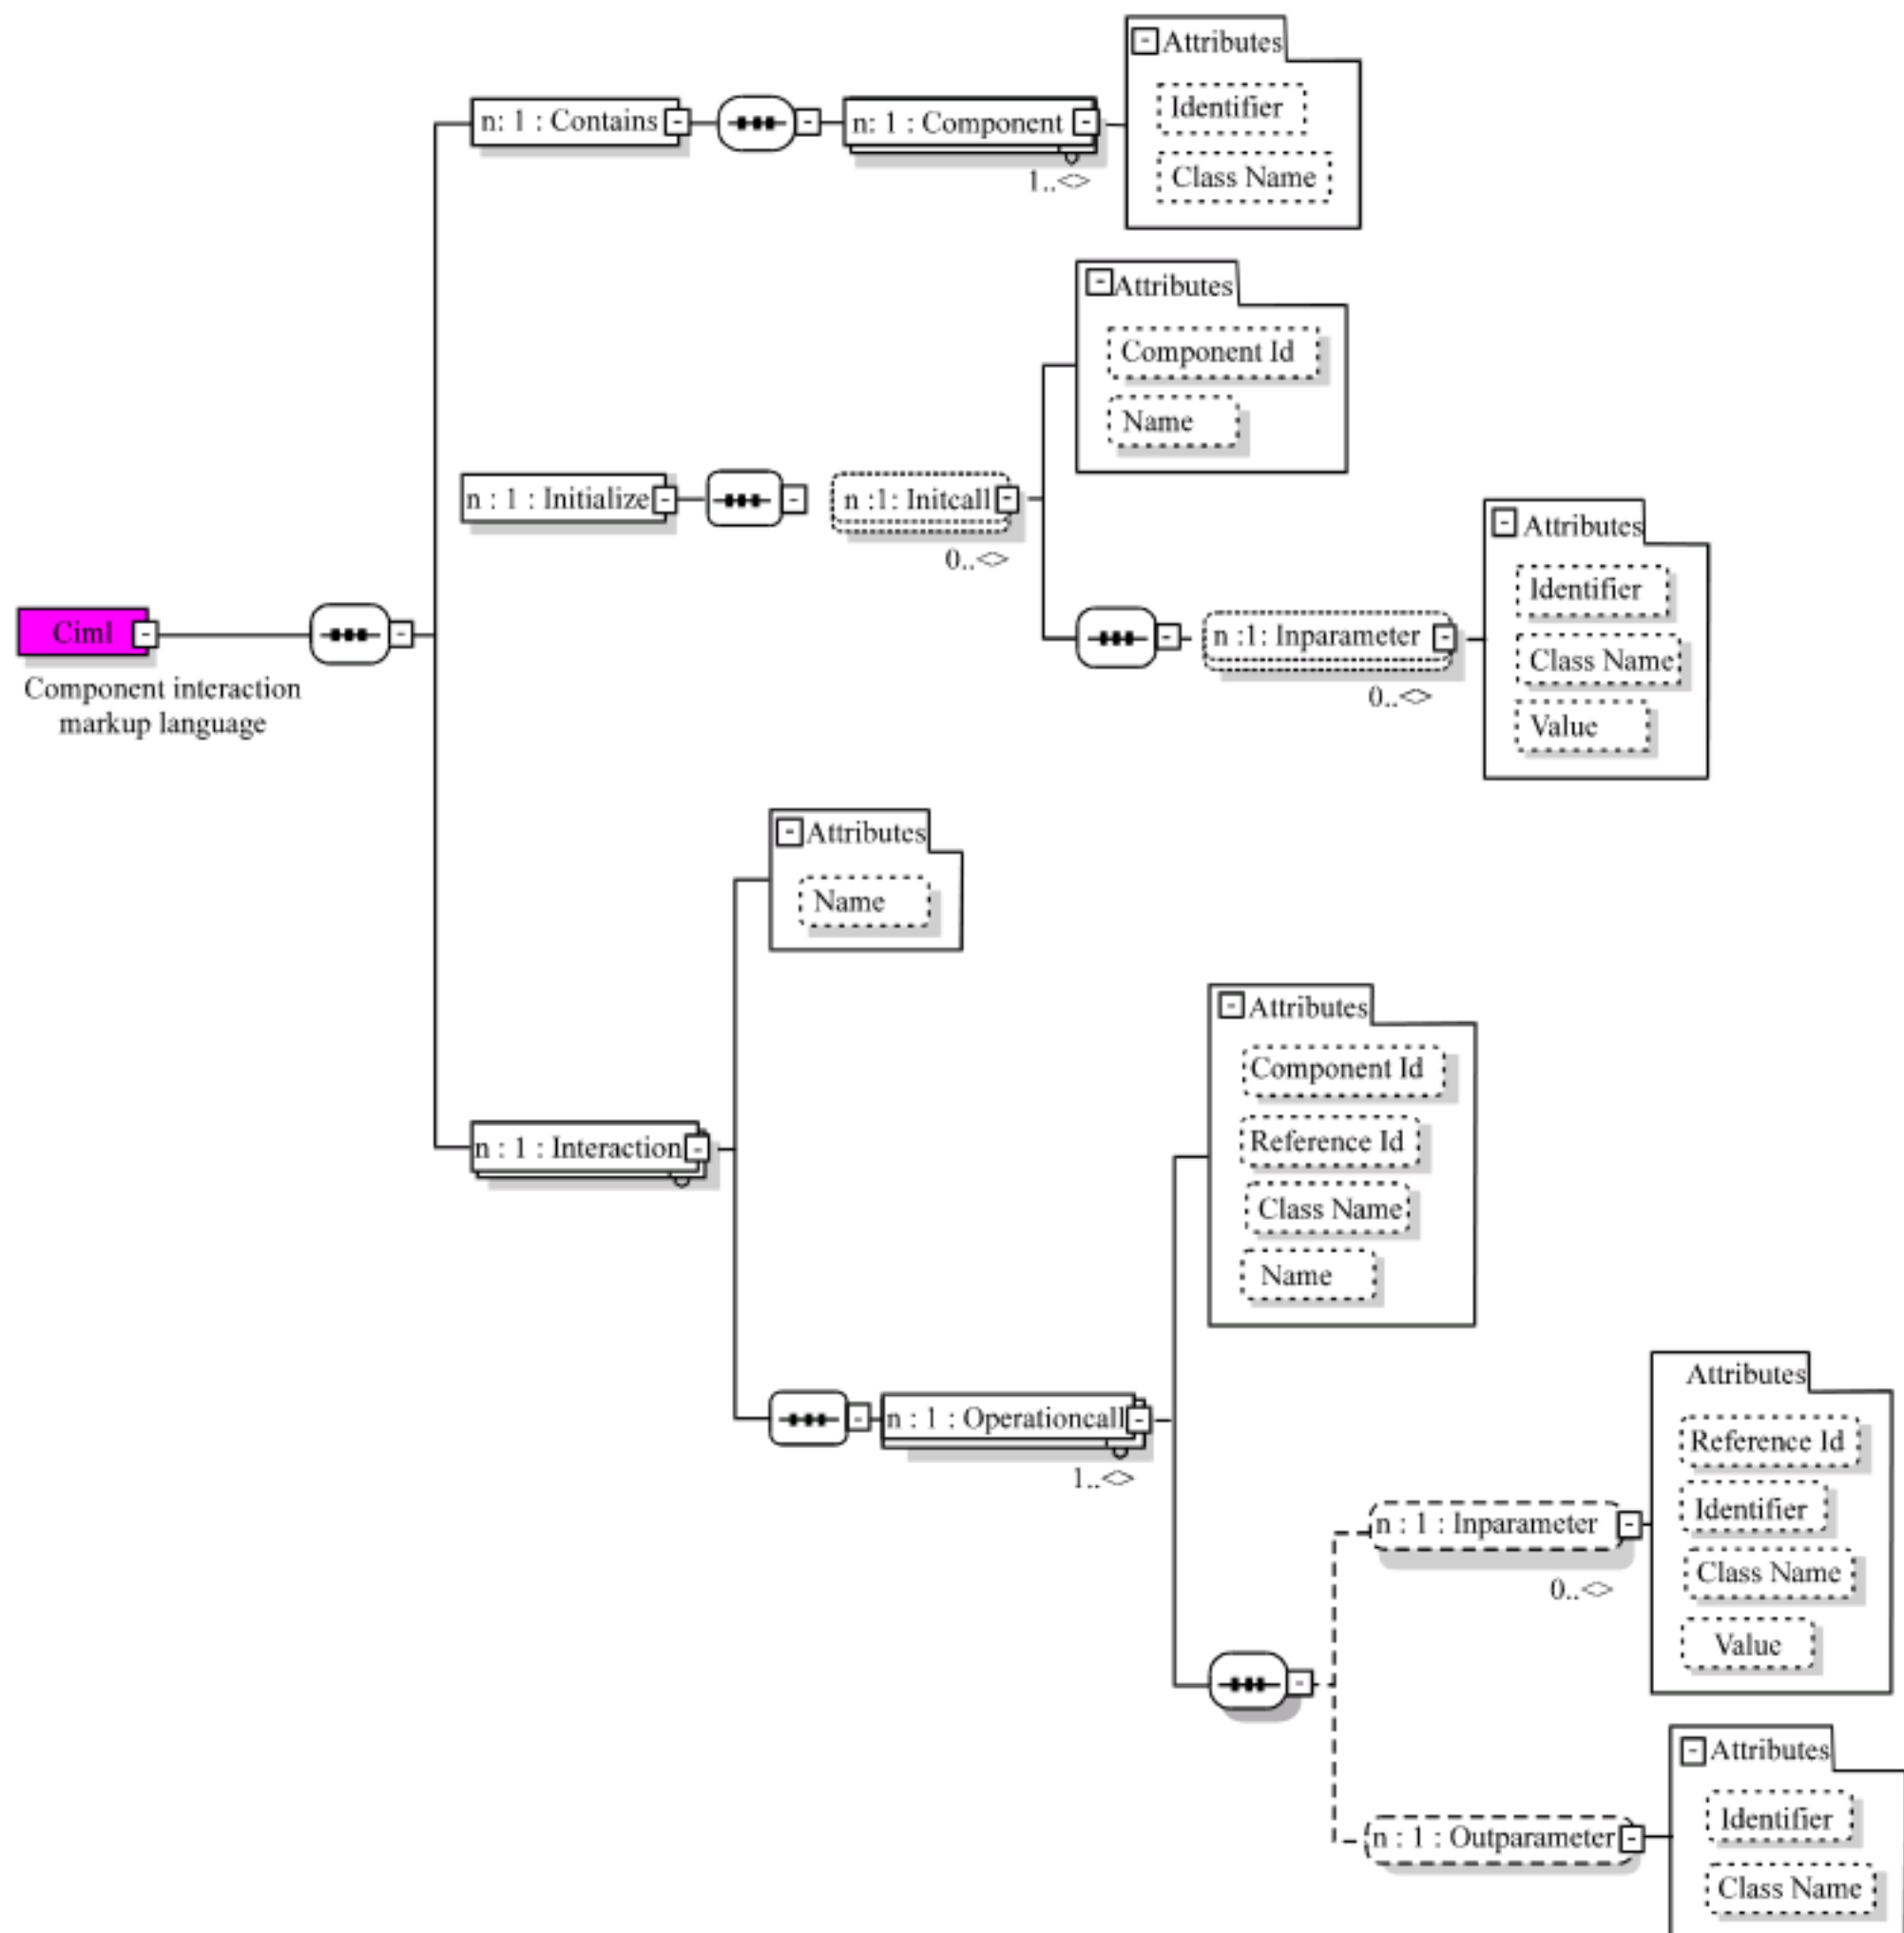 Attributes
Identifier
n: 1 : Contains
n: 1 : Component
Class Name
1..<>
Attributes
Component Id
Name
n : 1 : Initialize
n :1: Initcall
0..<>
Attributes
Identifier
Ciml
n :1: Inparameter
Class Name
Component interaction
markup language
0..<>
Value
Attributes
Name
Attributes
Component Id
Reference Id
n : 1 : Interaction
Class Name
Name
Attributes
n : 1 : Operationcall
Reference Id
1..<>
Identifier
n : 1 : Inparameter
Class Name
0..<>
Value
Attributes
Identifier
n : 1 : Outparameter
Class Name